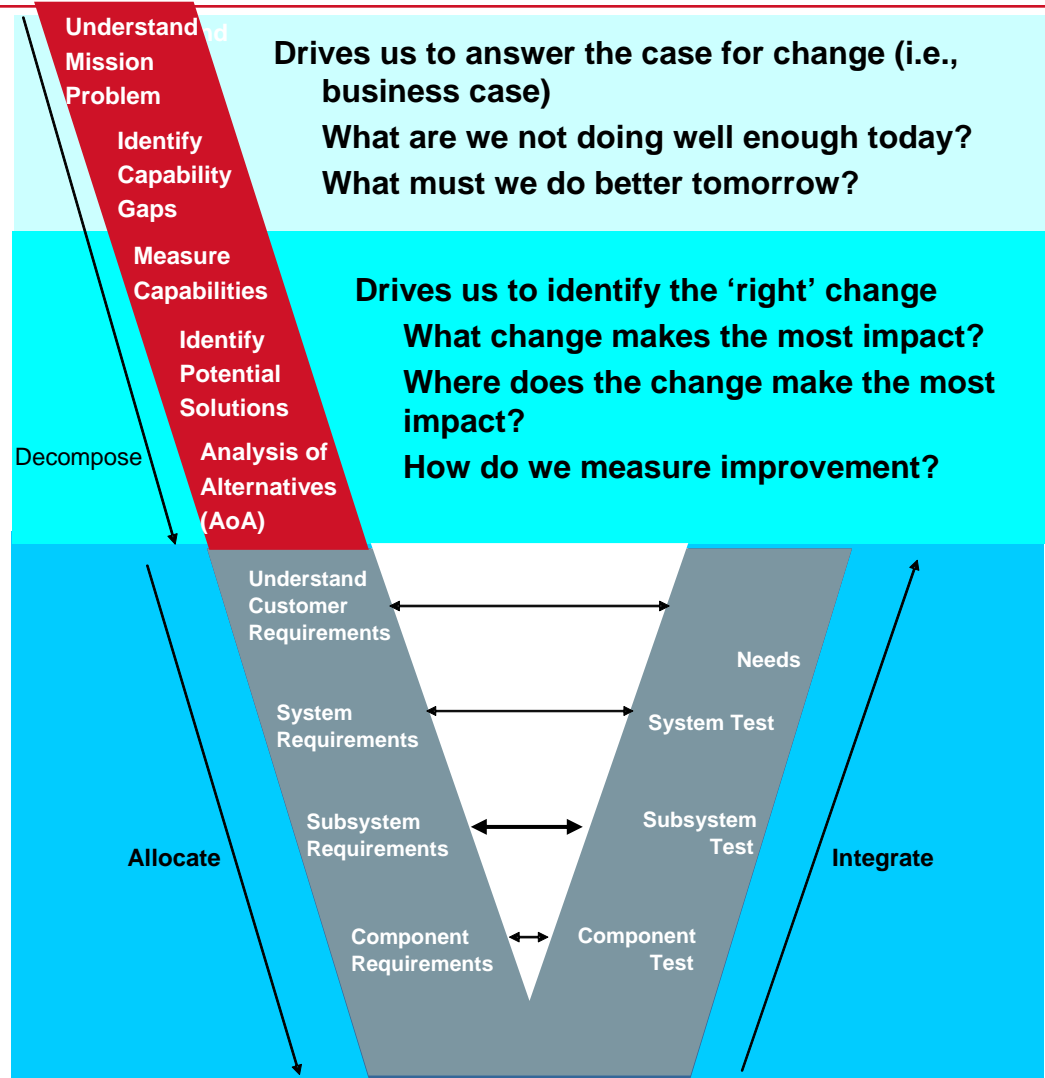 Understand
nd
Mission
Problem
Drives us to answer the case for change (i.e.,
business case)
What are we not doing well enough today?
What must we do better tomorrow?
Identify
Capability
Gaps
Measure
Capabilities
Drives us to identify the ‘right’ change
What change makes the most impact?
Where does the change make the most
impact?
How do we measure improvement?
Identify
Potential
Solutions
Decompose
Analysis of
Alternatives
(AoA)
Understand
Customer
Requirements
Needs
System
Requirements
System Test
Subsystem
Requirements
Subsystem
Test
Allocate
Integrate
Component
Requirements
Component
Test